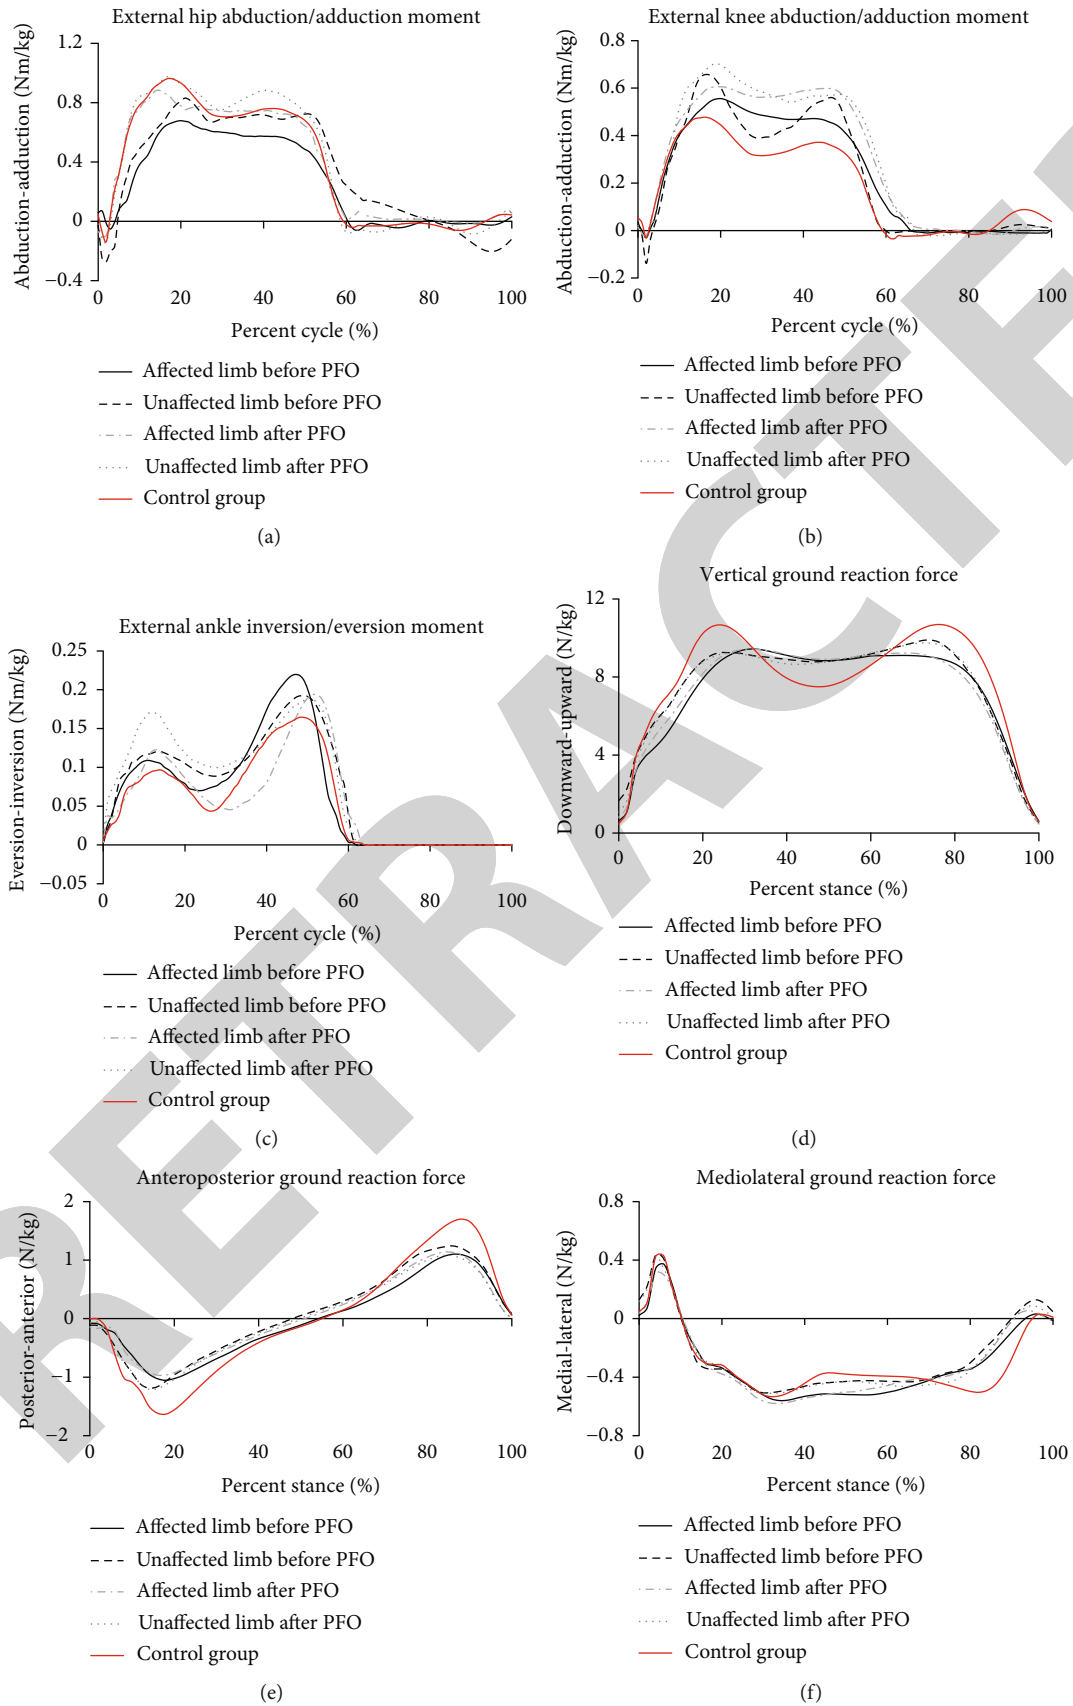 External hip abduction/adduction moment
Abduction-adduction (Nm/kg)
1.2
0.8
0.4
0
−0.4
0 20 40 60 80 100
Percent cycle (%)
Affected limb before PFO
Unaffected limb before PFO
Affected limb after PFO
Unaffected limb after PFO
Control group
(a)
External knee abduction/adduction moment
Abduction-adduction (Nm/kg)
0.8
0.6
0.4
0.2
0
−0.2
0 20 40 60 80 100
Percent cycle (%)
Affected limb before PFO
Unaffected limb before PFO
Affected limb after PFO
Unaffected limb after PFO
Control group
(b)
External ankle inversion/eversion moment
Eversion-inversion (Nm/kg)
0.25
0.2
0.15
0.1
0.05
0
−0.05
0 20 40 60 80 100
Percent cycle (%)
Affected limb before PFO
Unaffected limb before PFO
Affected limb after PFO
Unaffected limb after PFO
Control group
(c)
Vertical ground reaction force
Downward-upward (N/kg)
12
8
4
0
0 20 40 60 80 100
Percent stance (%)
Affected limb before PFO
Unaffected limb before PFO
Affected limb after PFO
Unaffected limb after PFO
Control group
(d)
Anteroposterior ground reaction force
Posterior-anterior (N/kg)
2
1
0
−1
−2
0 20 40 60 80 100
Percent stance (%)
Affected limb before PFO
Unaffected limb before PFO
Affected limb after PFO
Unaffected limb after PFO
Control group
(e)
Mediolateral ground reaction force
Medial-lateral (N/kg)
0.8
0.4
0
−0.4
−0.8
0 20 40 60 80 100
Percent stance (%)
Affected limb before PFO
Unaffected limb before PFO
Affected limb after PFO
Unaffected limb after PFO
Control group
(f)
RETRACTE